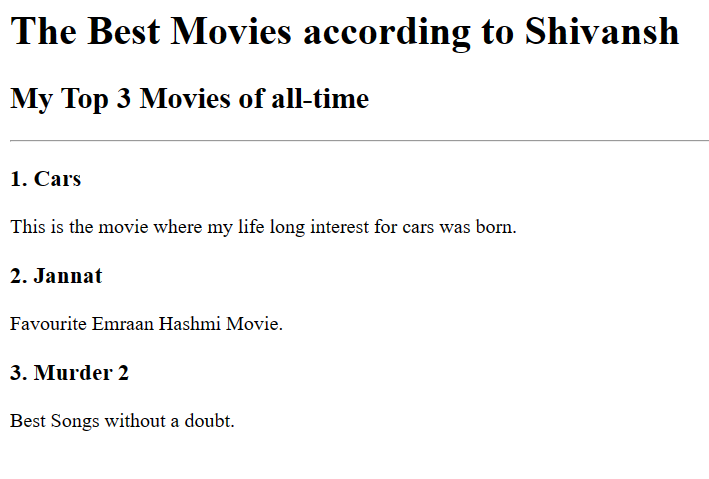 The Best Movies according to Shivansh
My Top 3 Movies of all-time
1. Cars
This is the movie where my life long interest for cars was born.
2. Jannat
Favourite Emraan Hashmi Movie.
3. Murder 2
Best Songs without a doubt.